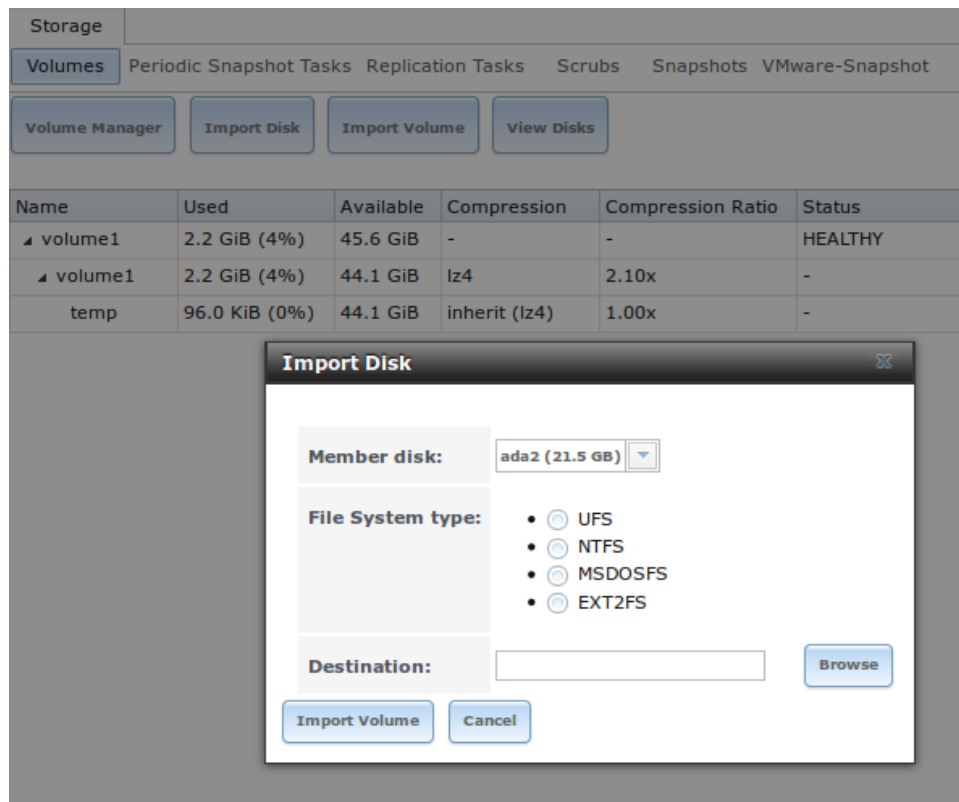 Storage
Volumes Periodic Snapshot Tasks Replication Tasks Scrubs Snapshots VMware-Snapshot
Volume Manager Import Disk Import Volume View Disks
Name Used Available Compression Compression Ratio Status
volume1 2.2 GiB (4%) 45.6 GiB - - HEALTHY
volume1 2.2 GiB (4%) 44.1 GiB lz4 2.10x -
temp 96.0 KiB (0%) 44.1 GiB inherit (lz4) 1.00x -
Import Disk
Member disk: ada2 (21.5 GB)
File System type: • UFS
• NTFS
• MSDOSFS
• EXT2FS
Destination: Browse
Import Volume Cancel